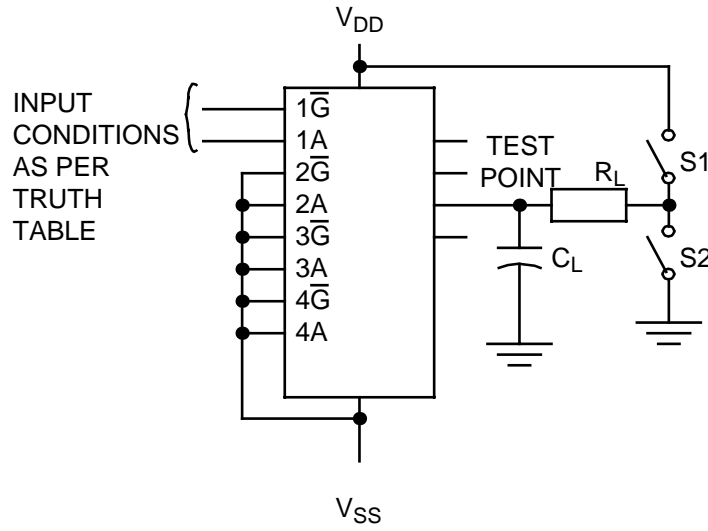 V_DD
INPUT
CONDITIONS
AS PER
TRUTH
TABLE
1G̅
1A
2G̅
2A
3G̅
3A
4G̅
4A
TEST
POINT
R_L
C_L
S1
S2
V_SS